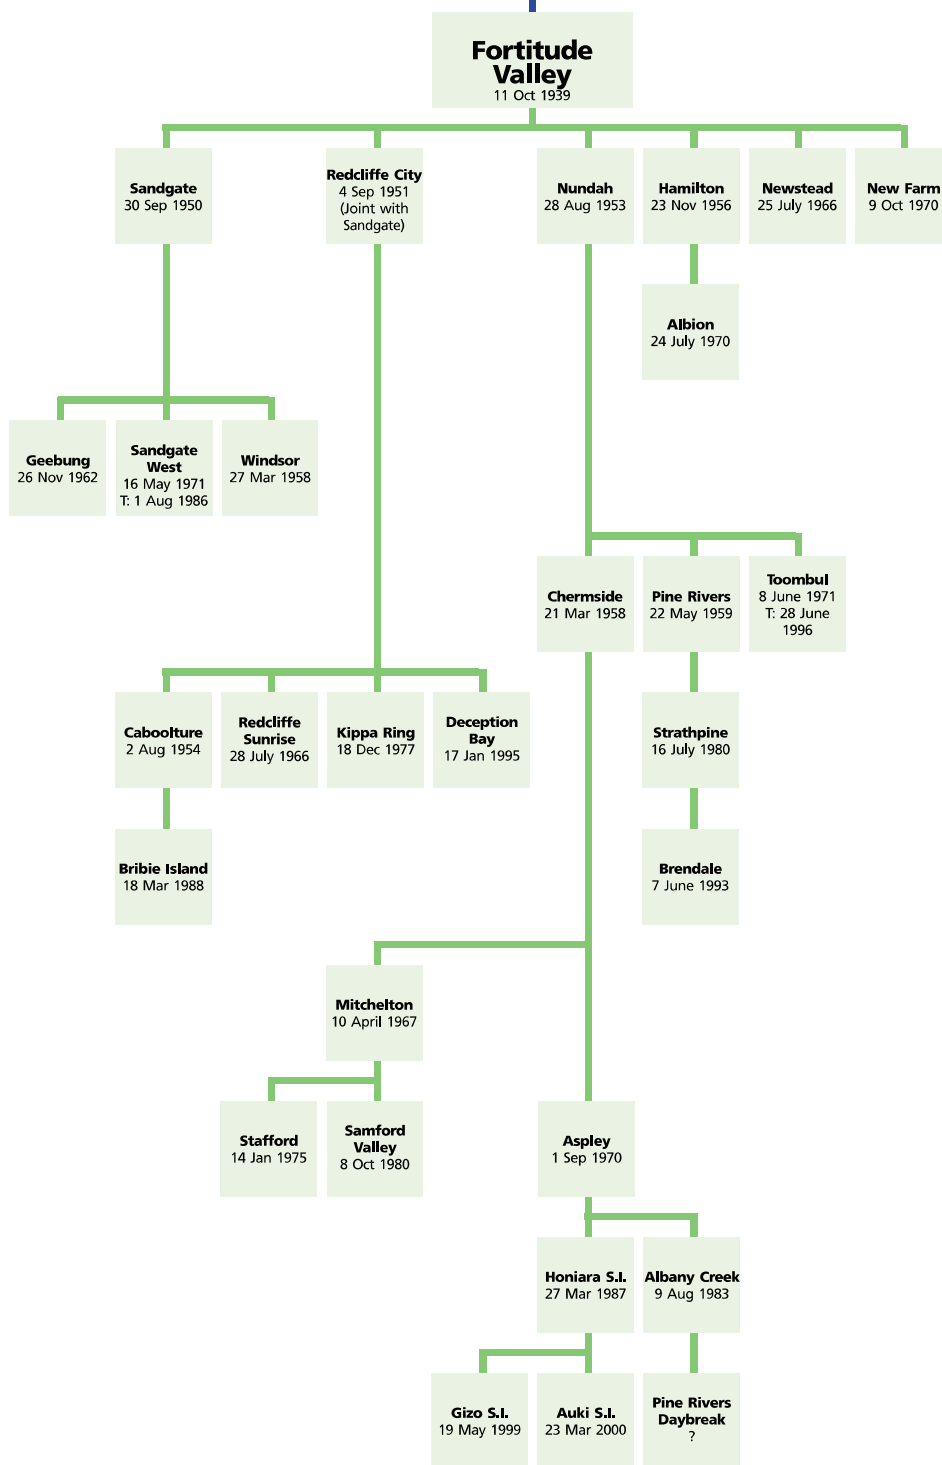 Fortitude
Valley
11 Oct 1939
Sandgate
30 Sep 1950
Redcliffe City
4 Sep 1951
(Joint with
Sandgate)
Nundah
28 Aug 1953
Hamilton
23 Nov 1956
Newstead
25 July 1966
New Farm
9 Oct 1970
Albion
24 July 1970
Geebung
26 Nov 1962
Sandgate
West
16 May 1971
T: 1 Aug 1986
Windsor
27 Mar 1958
Chermside
21 Mar 1958
Pine Rivers
22 May 1959
Toombul
8 June 1971
T: 28 June
1996
Caboolture
2 Aug 1954
Redcliffe
Sunrise
28 July 1966
Kippa Ring
18 Dec 1977
Deception
Bay
17 Jan 1995
Strathpine
16 July 1980
Bribie Island
18 Mar 1988
Brendale
7 June 1993
Mitchelton
10 April 1967
Stafford
14 Jan 1975
Samford
Valley
8 Oct 1980
Aspley
1 Sep 1970
Honiara S.I.
27 Mar 1987
Albany Creek
9 Aug 1983
Gizo S.I.
19 May 1999
Auki S.I.
23 Mar 2000
Pine Rivers
Daybreak
?